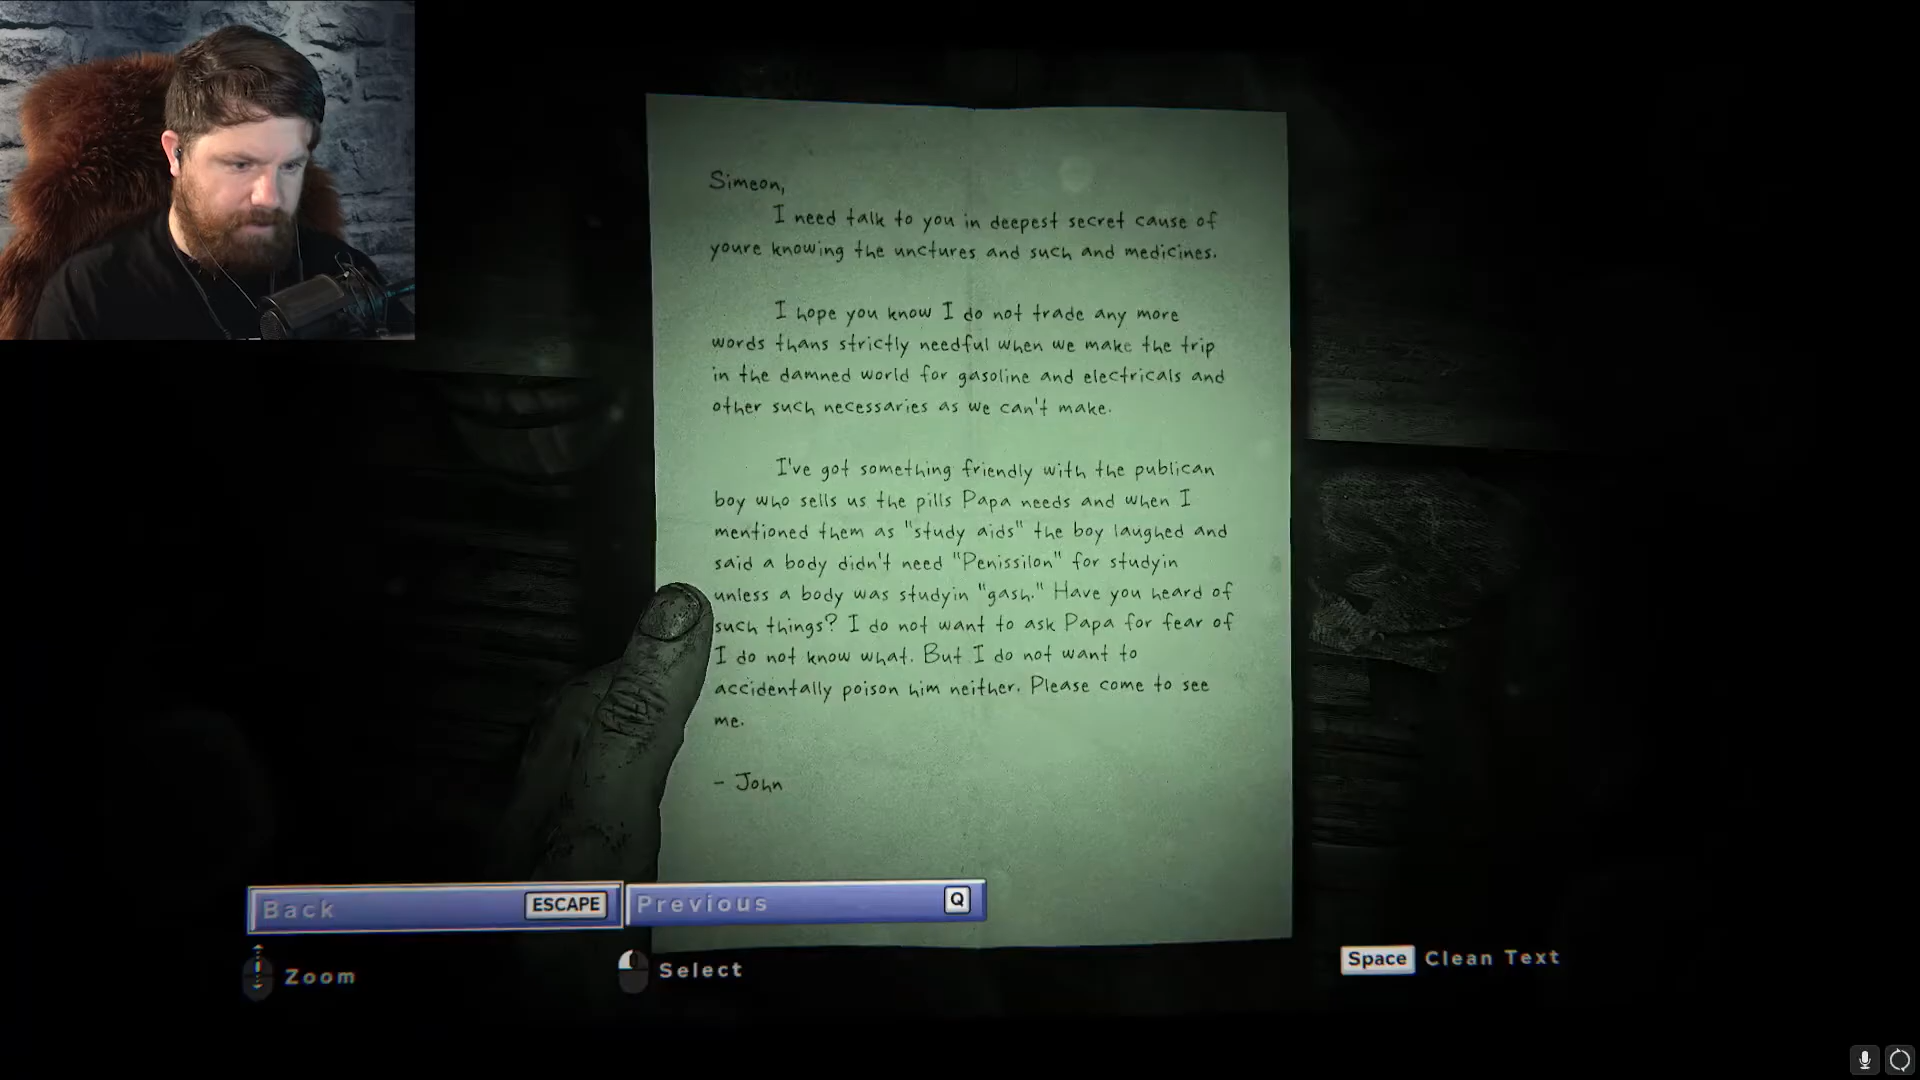 Simeon,
I need talk to you in deepest secret cause of
youre knowing the unctures and such and medicines.
I hope you know I do not trade any more
words thans strictly needful when we make the trip
in the damned world for gasoline and electricals and
other such necessaries as we can't make.
I've got something friendly with the publican
boy who sells us the pills Papa needs and when I
mentioned them as "study aids" the boy laughed and
said a body didn't need "Penissilon" for studyin
unless a body was studyin "gash." Have you heard of
such things? I do not want to ask Papa for fear of
I do not know what. But I do not want to
accidentally poison him neither. Please come to see
me.
- John
Back ESCAPE Previous Q
Zoom Select Space Clean Text